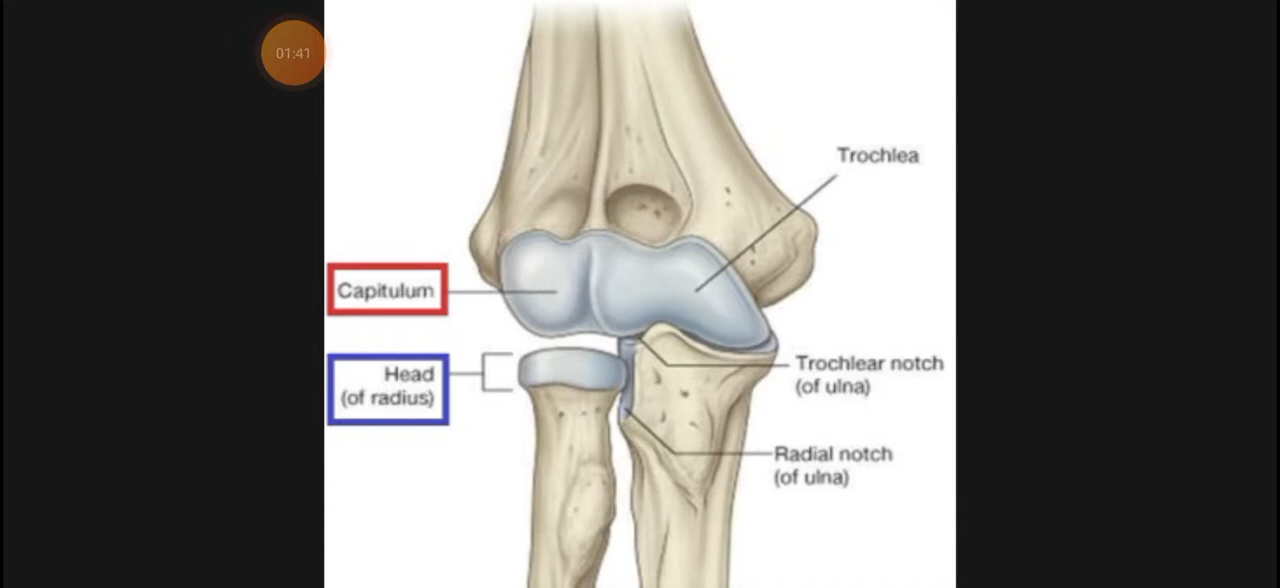 01:41
Trochlea
Capitulum
Head
(of radius)
Trochlear notch
(of ulna)
Radial notch
(of ulna)